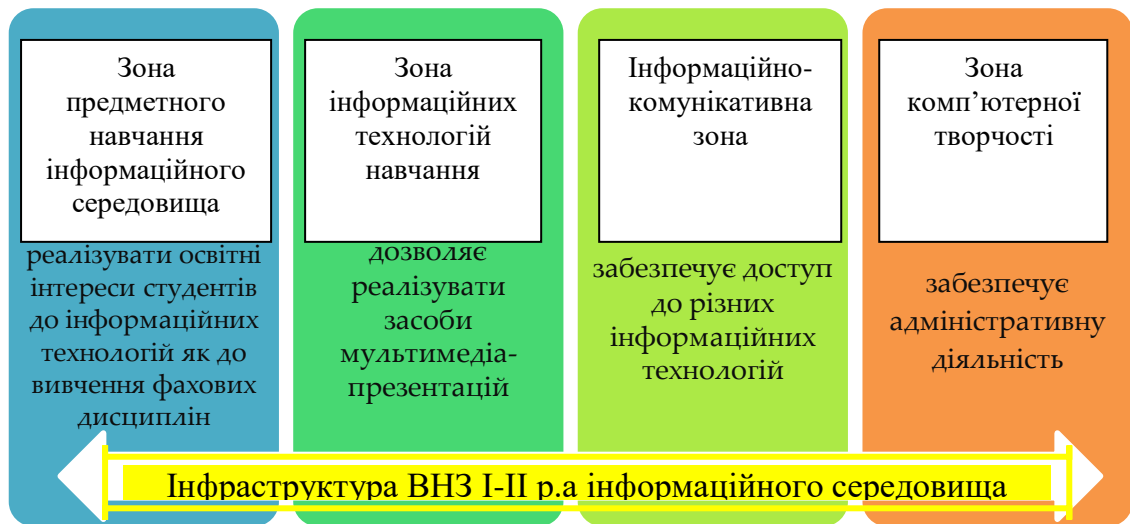 Зона
предметного
навчання
інформаційного
середовища
реалізувати освітні
інтереси студентів
до інформаційних
технологій як до
вивчення фахових
дисциплін
Зона
інформаційних
технологій
навчання
дозволяє
реалізувати
засоби
мультимедіа-
презентацій
Інформаційно-
комунікативна
зона
забезпечує доступ
до різних
інформаційних
технологій
Зона
комп’ютерної
творчості
забезпечує
адміністративну
діяльність
Інфраструктура ВНЗ І-ІІ р.а інформаційного середовища